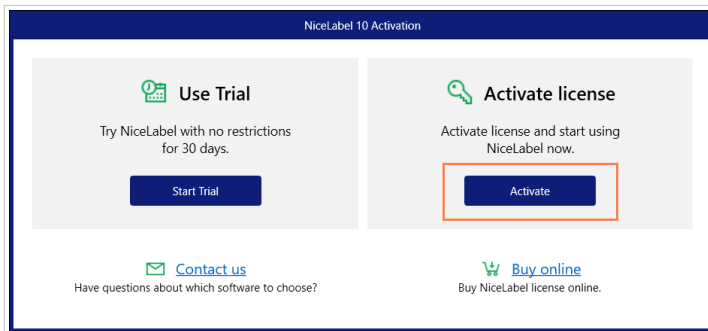 NiceLabel 10 Activation
Use Trial
Try NiceLabel with no restrictions
for 30 days.
Start Trial
Activate license
Activate license and start using
NiceLabel now.
Activate
Contact us
Have questions about which software to choose?
Buy online
Buy NiceLabel license online.